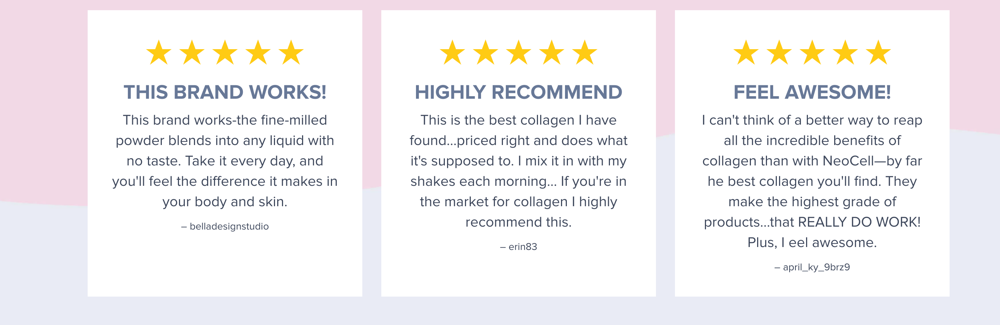 THIS BRAND WORKS!
This brand works-the fine-milled
powder blends into any liquid with
no taste. Take it every day, and
you'll feel the difference it makes in
your body and skin.
– belladesignstudio
HIGHLY RECOMMEND
This is the best collagen I have
found...priced right and does what
it's supposed to. I mix it in with my
shakes each morning... If you're in
the market for collagen I highly
recommend this.
– erin83
FEEL AWESOME!
I can't think of a better way to reap
all the incredible benefits of
collagen than with NeoCell—by far
he best collagen you'll find. They
make the highest grade of
products...that REALLY DO WORK!
Plus, I eel awesome.
– april_ky_9brz9